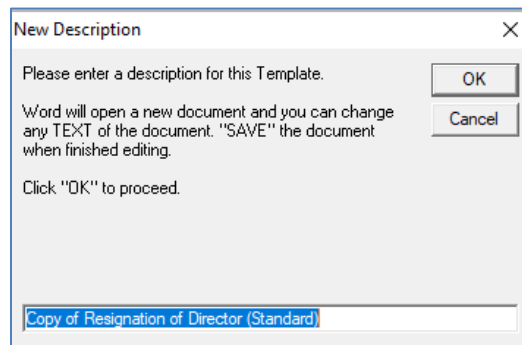 New Description
Please enter a description for this Template.
OK
Word will open a new document and you can change
any TEXT of the document. "SAVE" the document
when finished editing.
Cancel
Click "OK" to proceed.
Copy of Resignation of Director (Standard)